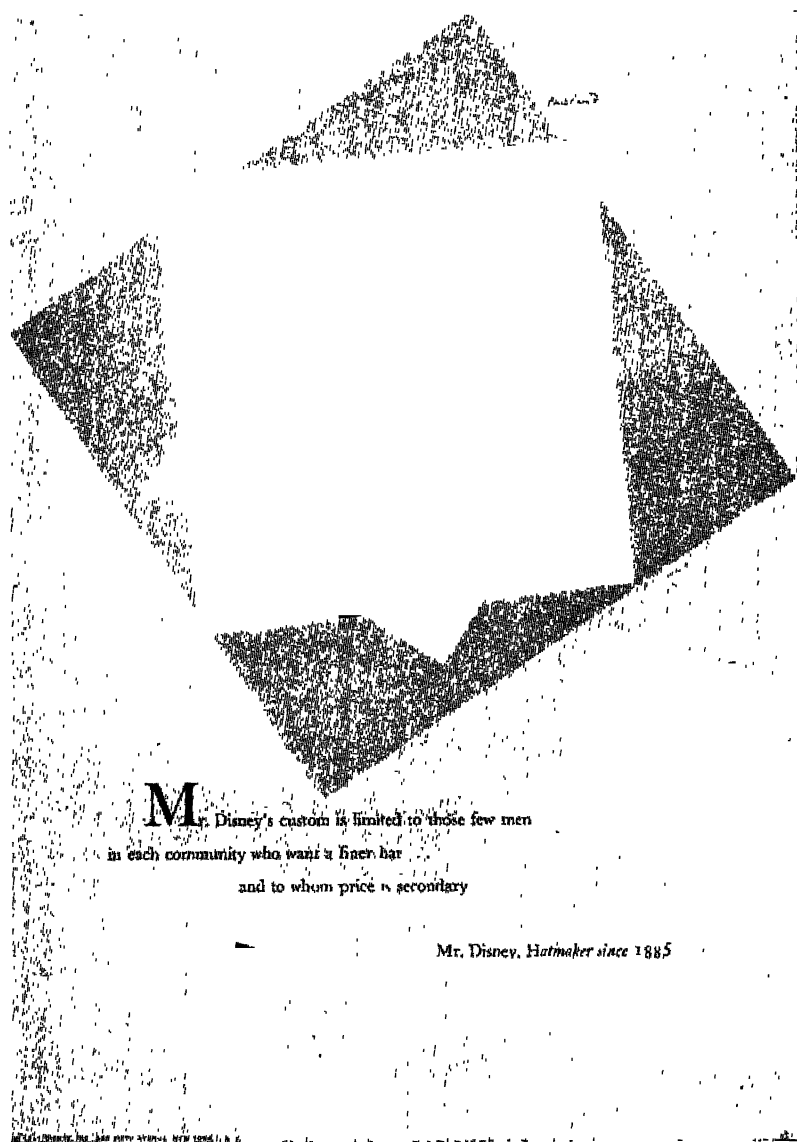 Mr. Disney's custom is limited to those few men
in each community who want a finer hat . . .
and to whom price is secondary
Mr. Disney, Hatmaker since 1885